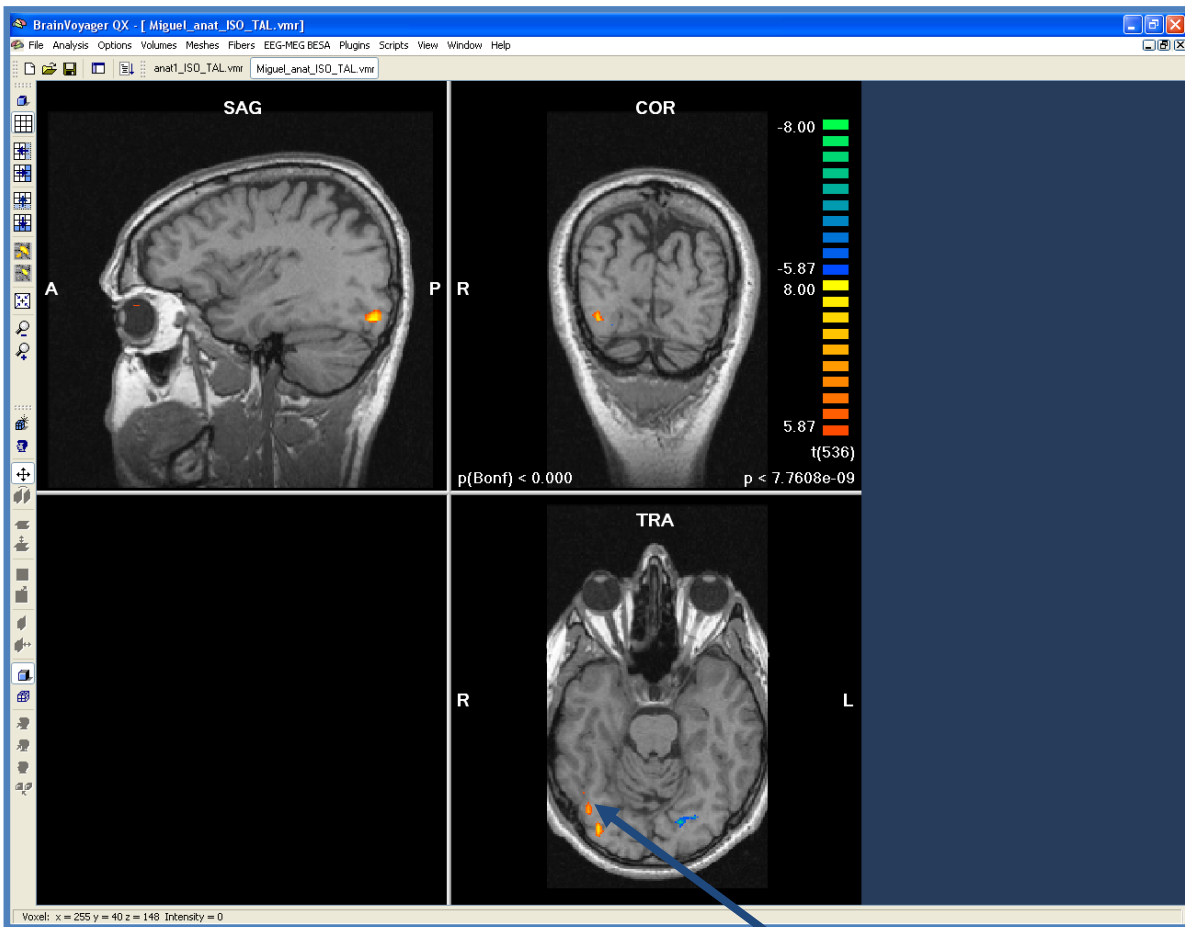 BrainVoyager QX - [ Miguel_anat_ISO_TAL.vmr]
File Analysis Options Volumes Meshes Fibers EEG-MEG BESA Plugins Scripts View Window Help
anat1_ISO_TAL.vmr Miguel_anat_ISO_TAL.vmr
SAG
A
P
COR
R
-8.00
-5.87
8.00
5.87
t(536)
p(Bonf) < 0.000
p < 7.7608e-09
TRA
R
L
Voxel: x = 255 y = 40 z = 148 Intensity = 0